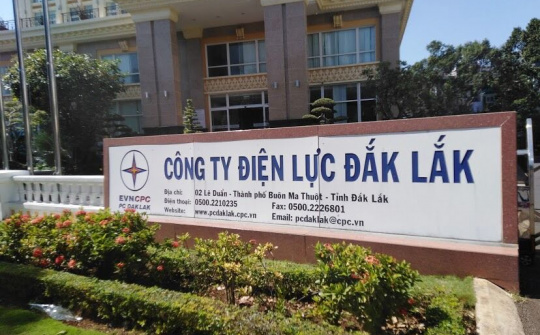 CÔNG TY ĐIỆN LỰC ĐẮK LẮK
EVNCPC
PC DAK LAK
Địa chỉ: 02 Lê Duẩn - Thành phố Buôn Ma Thuột - Tỉnh Đắk Lắk
Điện thoại: 0500.2210235 Fax: 0500.2226801
Website: www.pcdaklak.cpc.vn Email: pcdaklak@cpc.vn